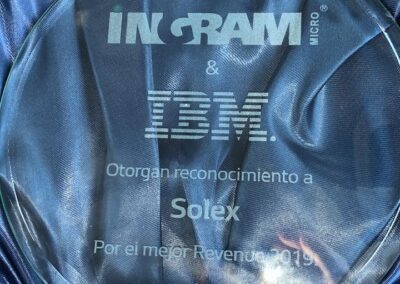 INGRAM MICRO®
&
IBM.
Otorgan reconocimiento a
Solex
Por el mejor Revenue 2019.